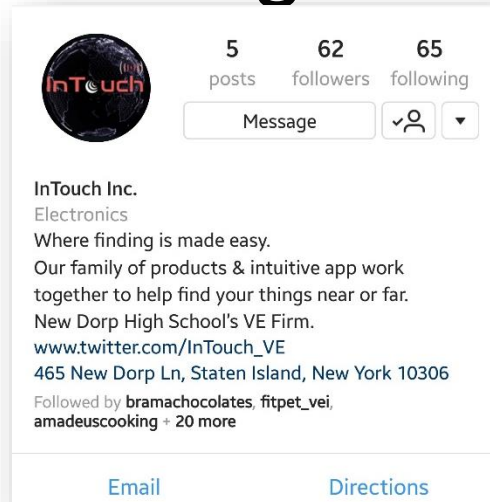 InTouch
5 62 65
posts followers following
Message
InTouch Inc.
Electronics
Where finding is made easy.
Our family of products & intuitive app work
together to help find your things near or far.
New Dorp High School's VE Firm.
www.twitter.com/InTouch_VE
465 New Dorp Ln, Staten Island, New York 10306
Followed by bramachocolates, fitpet_vei,
amadeuscooking + 20 more
Email Directions